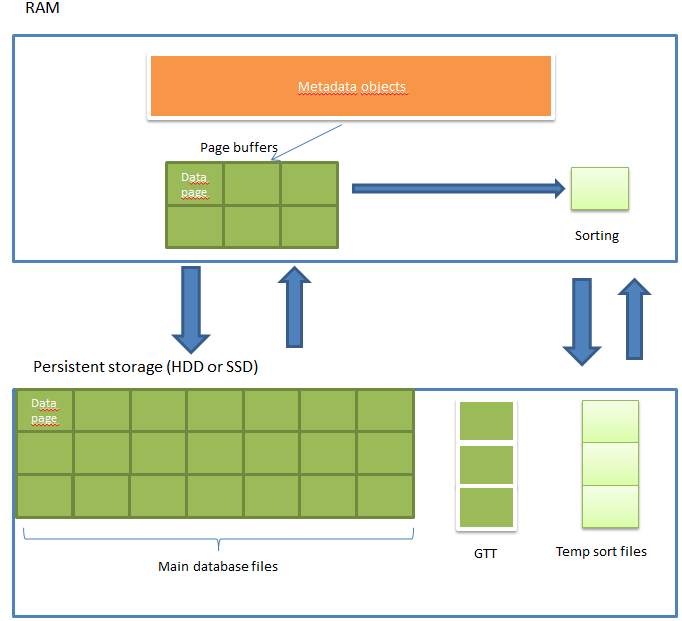 RAM
Metadata objects
Page buffers
Data
page
Sorting
Persistent storage (HDD or SSD)
Data
page
Main database files
GTT
Temp sort files